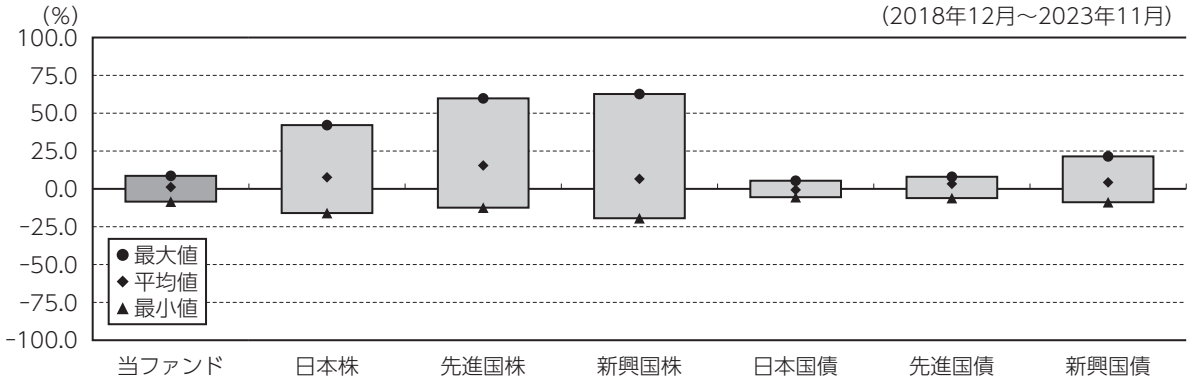 (%)
(2018年12月～2023年11月)
100.0
75.0
50.0
25.0
0.0
-25.0
-50.0
-75.0
-100.0
●最大値
◆平均値
▲最小値
当ファンド 日本株 先進国株 新興国株 日本国債 先進国債 新興国債